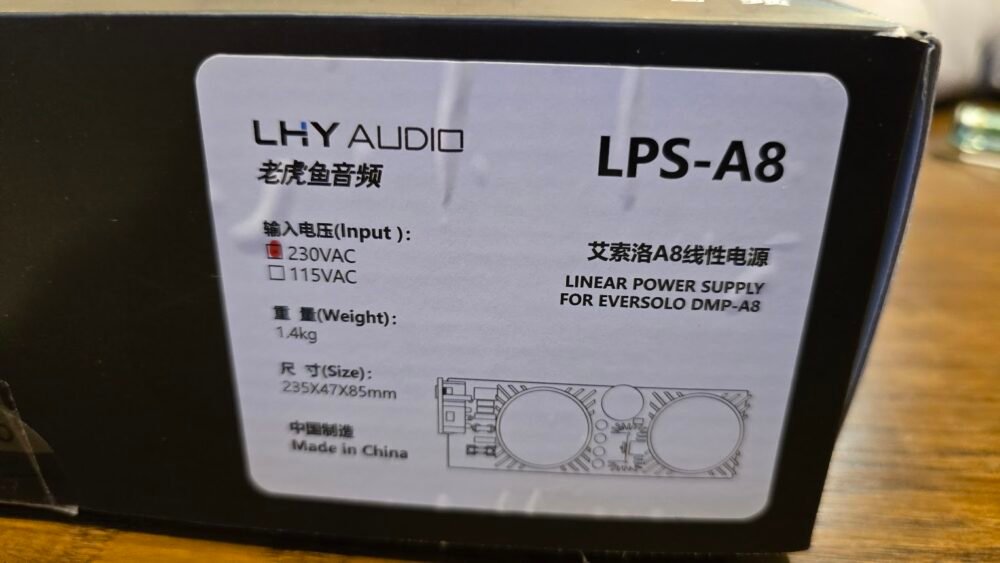 LHY AUDIO
老虎鱼音频
LPS-A8
输入电压(Input ):
230VAC
115VAC
艾索洛A8线性电源
LINEAR POWER SUPPLY
FOR EVERSOLO DMP-A8
重 量(Weight):
1.4kg
尺 寸(Size):
235X47X85mm
中国制造
Made in China